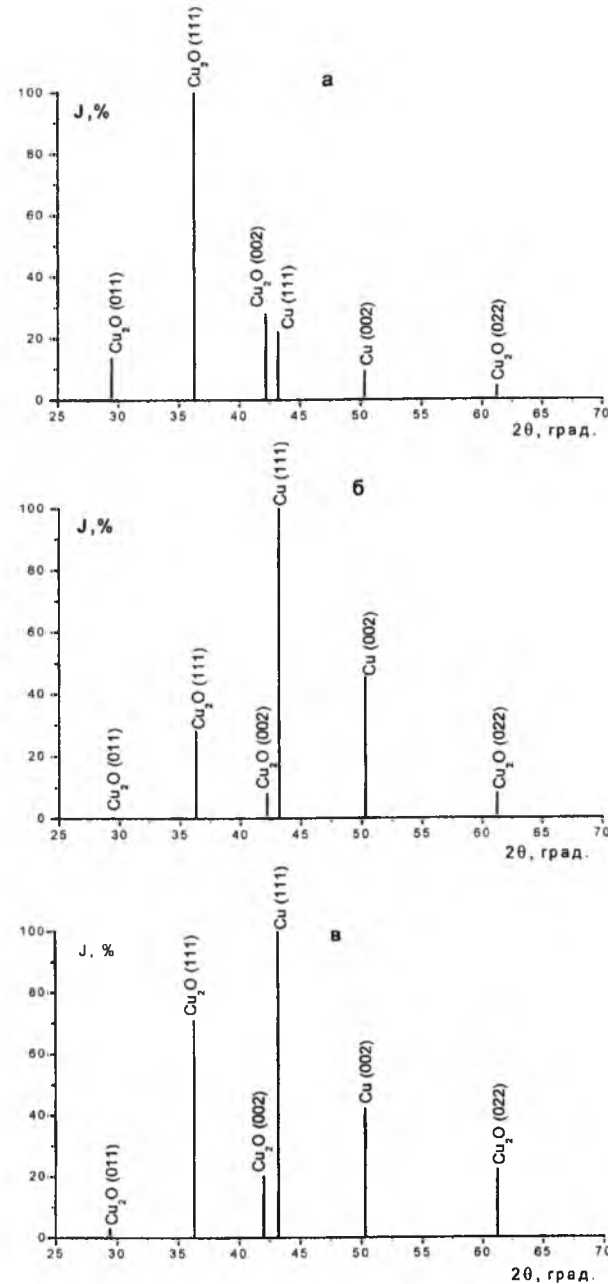 а
J,%
Cu₂O (011)
Cu₂O (111)
Cu₂O (002)
Cu (111)
Cu (002)
Cu₂O (022)
100
80
60
40
20
0
25 30 35 40 45 50 55 60 65 70
2θ, град.
б
J,%
Cu₂O (011)
Cu₂O (111)
Cu₂O (002)
Cu (111)
Cu (002)
Cu₂O (022)
100
80
60
40
20
0
25 30 35 40 45 50 55 60 65 70
2θ, град.
в
J, %
Cu₂O (011)
Cu₂O (111)
Cu₂O (002)
Cu (111)
Cu (002)
Cu₂O (022)
100
80
60
40
20
0
25 30 35 40 45 50 55 60 65 70
2θ, град.